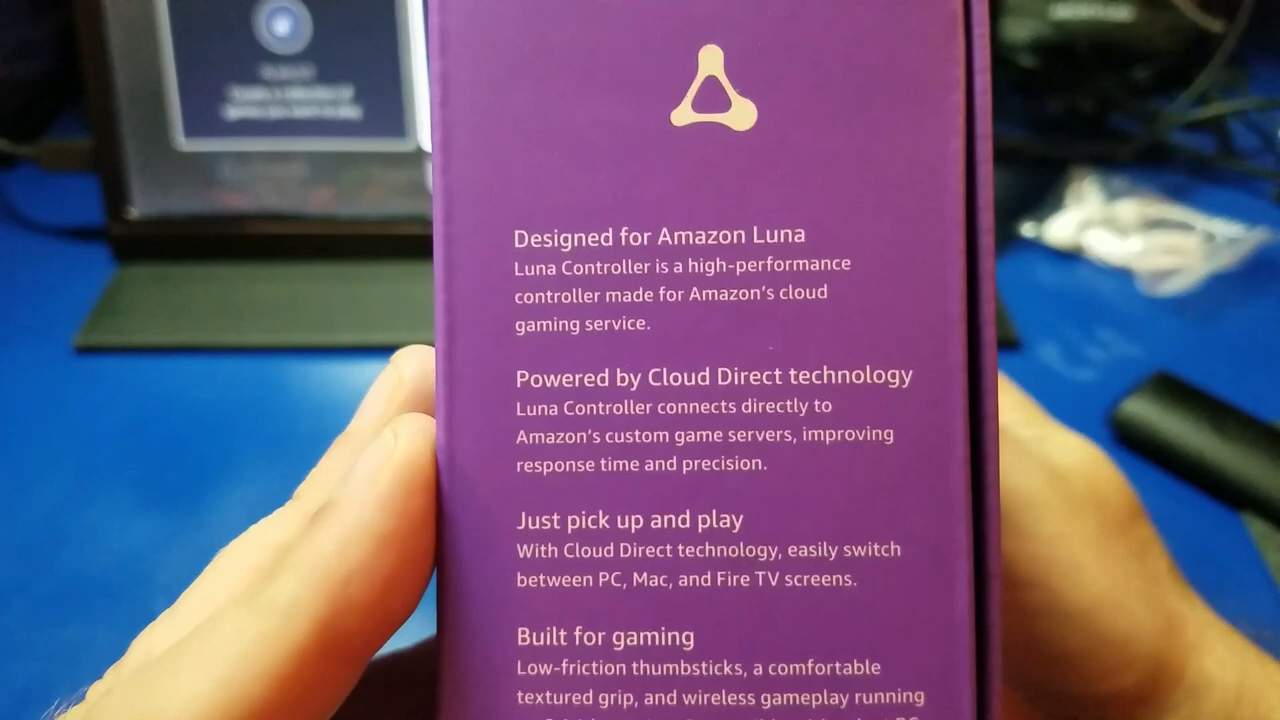 Designed for Amazon Luna
Luna Controller is a high-performance
controller made for Amazon's cloud
gaming service.
Powered by Cloud Direct technology
Luna Controller connects directly to
Amazon's custom game servers, improving
response time and precision.
Just pick up and play
With Cloud Direct technology, easily switch
between PC, Mac, and Fire TV screens.
Built for gaming
Low-friction thumbsticks, a comfortable
textured grip, and wireless gameplay running